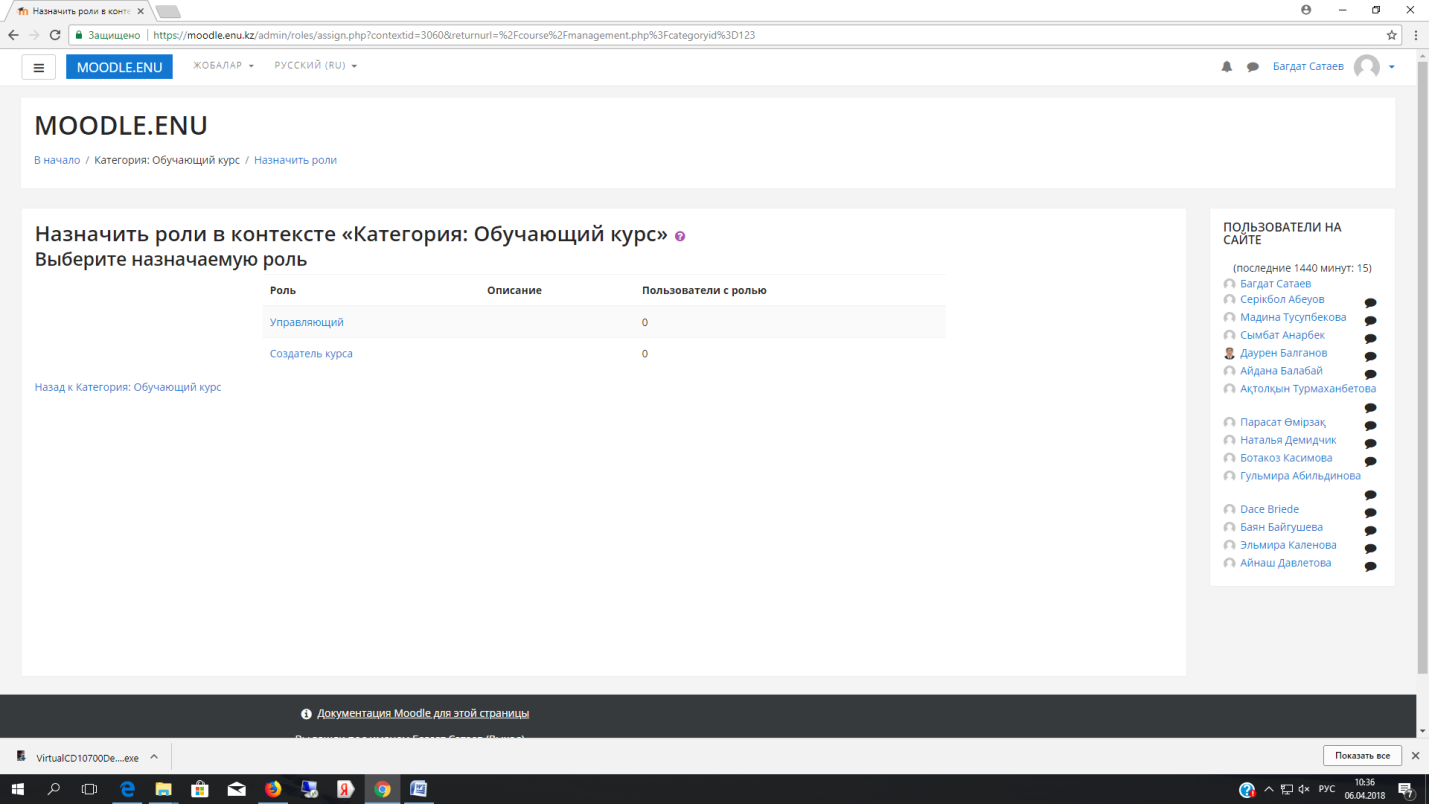 Назначить роли в конте
Защищено
https://moodle.enu.kz/admin/roles/assign.php?contextid=3060&returnurl=%2Fcourse%2Fmanagement.php%3Fcategoryid%3D123
MOODLE.ENU ЖОБАЛАР РУССКИЙ (RU) Багдат Сатаев
MOODLE.ENU
В начало / Категория: Обучающий курс / Назначить роли
Назначить роли в контексте «Категория: Обучающий курс»
Выберите назначаемую роль
Роль Описание Пользователи с ролью
Управляющий 0
Создатель курса 0
Назад к Категория: Обучающий курс
ПОЛЬЗОВАТЕЛИ НА
САЙТЕ
(последние 1440 минут: 15)
Багдат Сатаев
Серікбол Абеуов
Мадина Тусупбекова
Сымбат Анарбек
Даурен Балганов
Айдана Балабай
Ақтолқын Турмаханбетова
Парасат Өмірзақ
Наталья Демидчик
Ботакоз Касимова
Гульмира Абильдинова
Dace Briede
Баян Байгушева
Эльмира Каленова
Айнаш Давлетова
Документация Moodle для этой страницы
VirtualCD10700De....exe
Показать все
РУС
10:36
06.04.2018
7